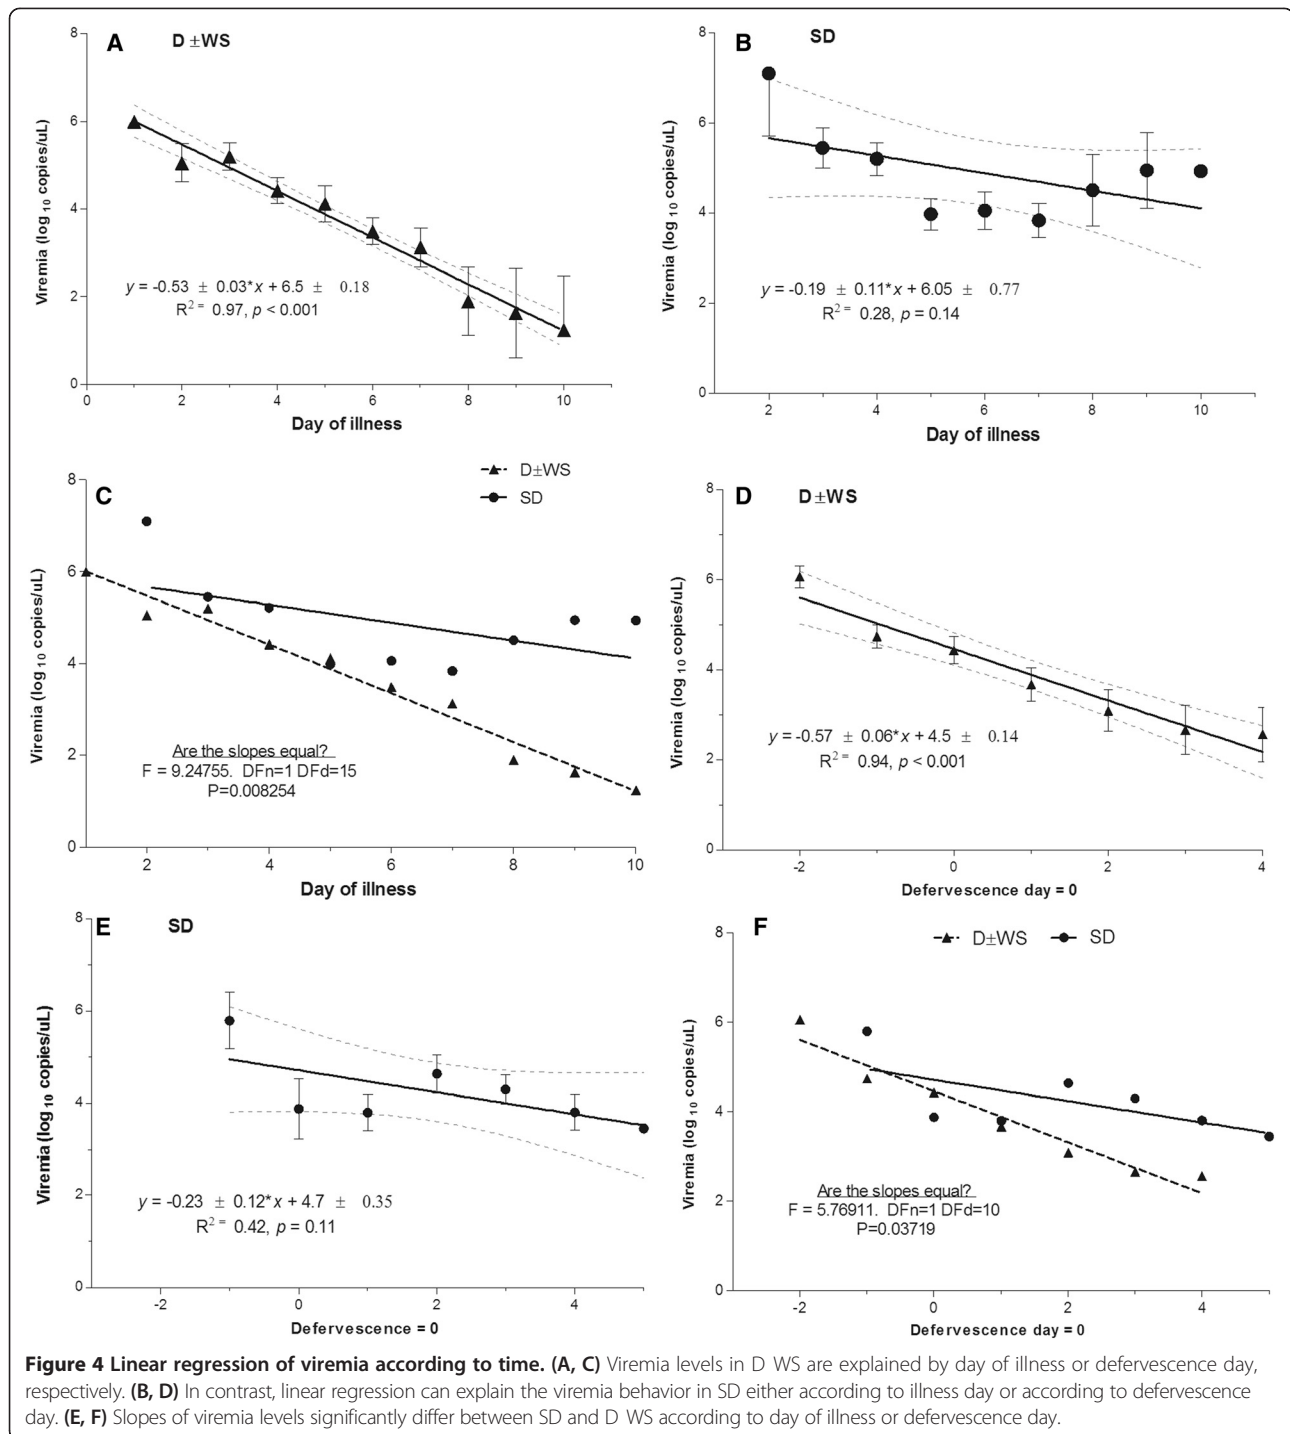 A D ±WS
8
6
4
2
0
Viremia (log 10 copies/uL)
y = -0.53 ± 0.03*x + 6.5 ± 0.18
R2 = 0.97, p < 0.001
0 2 4 6 8 10
Day of illness
B SD
8
6
4
2
0
Viremia (log 10 copies/uL)
y = -0.19 ± 0.11*x + 6.05 ± 0.77
R2 = 0.28, p = 0.14
2 4 6 8 10
Day of illness
C
D±WS
SD
8
6
4
2
0
Viremia (log 10 copies/uL)
Are the slopes equal?
F = 9.24755. DFn=1 DFd=15
P=0.008254
2 4 6 8 10
Day of illness
D D±WS
8
6
4
2
0
Viremia (log 10 copies/uL)
y = -0.57 ± 0.06*x + 4.5 ± 0.14
R2 = 0.94, p < 0.001
-2 0 2 4
Defervescence day = 0
E SD
8
6
4
2
0
Viremia (log 10 copies/uL)
y = -0.23 ± 0.12*x + 4.7 ± 0.35
R2 = 0.42, p = 0.11
-2 0 2 4
Defervescence = 0
F D±WS SD
8
6
4
2
0
Viremia (log 10 copies/uL)
Are the slopes equal?
F = 5.76911. DFn=1 DFd=10
P=0.03719
-2 0 2 4
Defervescence day = 0
Figure 4 Linear regression of viremia according to time. (A, C) Viremia levels in D WS are explained by day of illness or defervescence day,
respectively. (B, D) In contrast, linear regression can explain the viremia behavior in SD either according to illness day or according to defervescence
day. (E, F) Slopes of viremia levels significantly differ between SD and D WS according to day of illness or defervescence day.